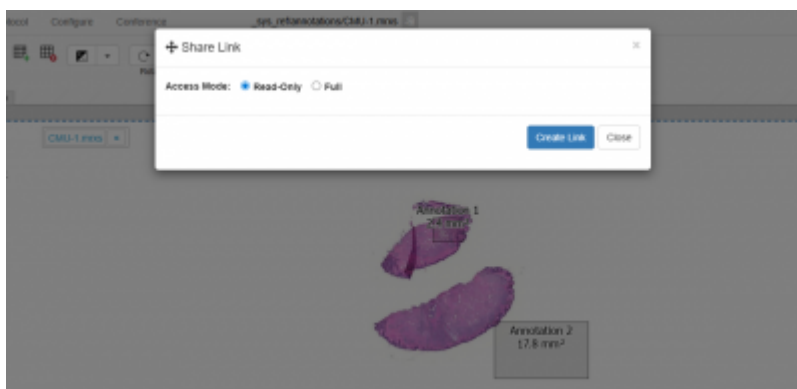 Configure Conference
Share Link
Access Mode: Read-Only Full
CMU-1.mrxs
Create Link Close
Annotation 1
Annotation 2
17.8 mm²